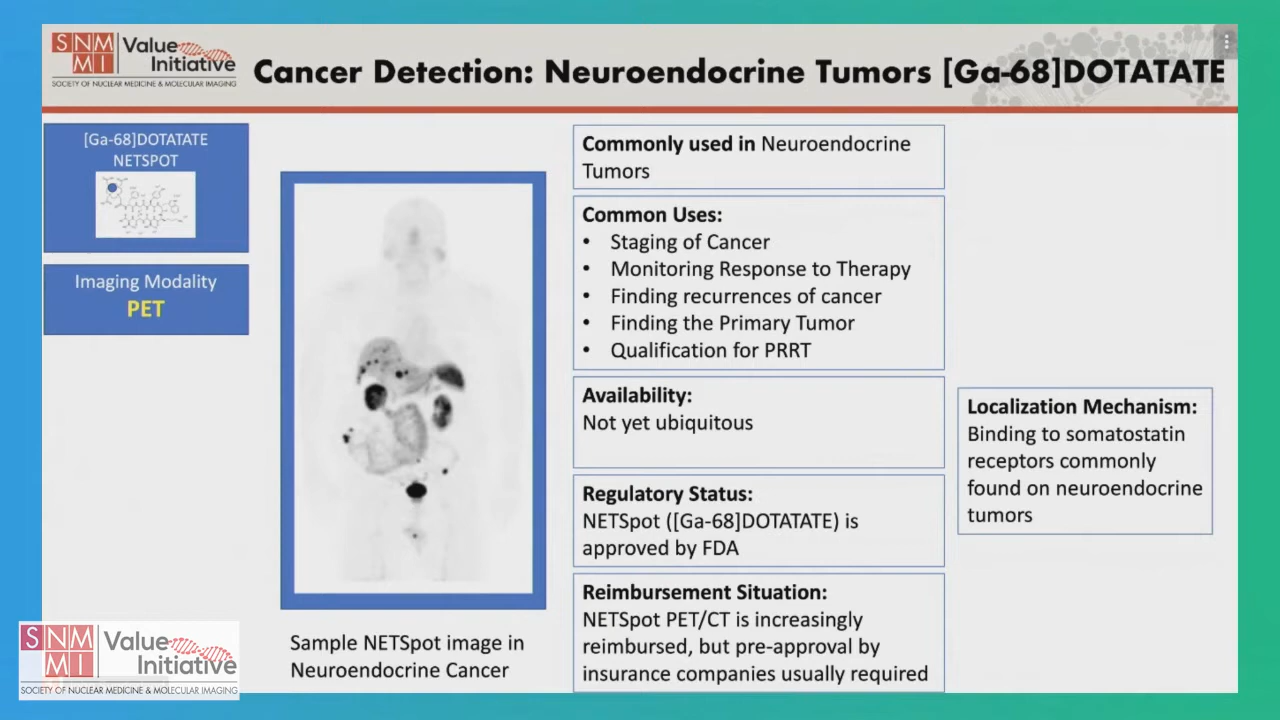 SNM
MI
Value
Initiative
SOCIETY OF NUCLEAR MEDICINE & MOLECULAR IMAGING
Cancer Detection: Neuroendocrine Tumors [Ga-68]DOTATATE
[Ga-68]DOTATATE
NETSPOT
Imaging Modality
PET
Sample NETSpot image in
Neuroendocrine Cancer
Commonly used in Neuroendocrine
Tumors
Common Uses:
• Staging of Cancer
• Monitoring Response to Therapy
• Finding recurrences of cancer
• Finding the Primary Tumor
• Qualification for PRRT
Availability:
Not yet ubiquitous
Regulatory Status:
NETSpot ([Ga-68]DOTATATE) is
approved by FDA
Reimbursement Situation:
NETSpot PET/CT is increasingly
reimbursed, but pre-approval by
insurance companies usually required
Localization Mechanism:
Binding to somatostatin
receptors commonly
found on neuroendocrine
tumors
SNM
MI
Value
Initiative
SOCIETY OF NUCLEAR MEDICINE & MOLECULAR IMAGING